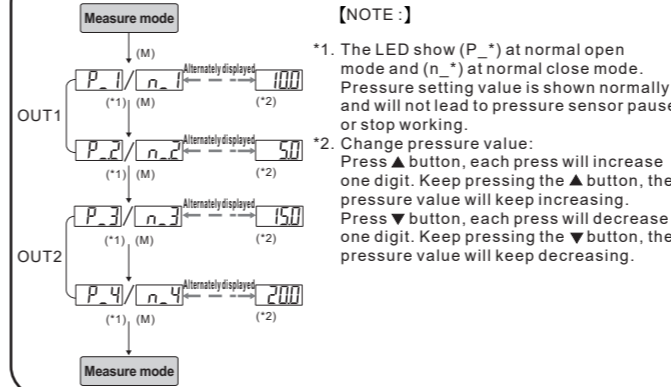 Measure mode
(M)
P_1 / n_1 Alternately displayed 10.0
(*1) (M) (*2)
OUT1
P_2 / n_2 Alternately displayed 5.0
(*1) (M) (*2)
P_3 / n_3 Alternately displayed 15.0
(*1) (M) (*2)
OUT2
P_4 / n_4 Alternately displayed 20.0
(*1) (M) (*2)
Measure mode
【NOTE :】
*1. The LED show (P_*) at normal open
mode and (n_*) at normal close mode.
Pressure setting value is shown normally
and will not lead to pressure sensor pause
or stop working.
*2. Change pressure value:
Press ▲ button, each press will increase
one digit. Keep pressing the ▲ button, the
pressure value will keep increasing.
Press ▼ button, each press will decrease
one digit. Keep pressing the ▼ button, the
pressure value will keep decreasing.